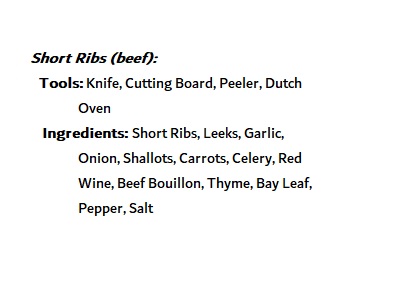 Short Ribs (beef):
Tools: Knife, Cutting Board, Peeler, Dutch
Oven
Ingredients: Short Ribs, Leeks, Garlic,
Onion, Shallots, Carrots, Celery, Red
Wine, Beef Bouillon, Thyme, Bay Leaf,
Pepper, Salt